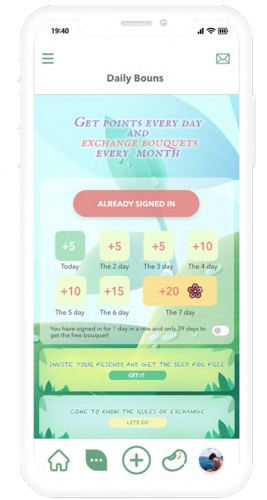 19:40
Daily Bouns
GET POINTS EVERY DAY
AND
EXCHANGE BOUQUETS
EVERY MONTH
ALREADY SIGNED IN
+5 +5 +5 +10
Today The 2 day The 3 day The 4 day
+10 +15 +20
The 5 day The 6 day The 7 day
You have signed in for 1 day in a row and only 29 days to
get the free bouquet!
INVITE YOUR FRIENDS AND GET THE SEED FOR FREE
GET IT
COME TO KNOW THE RULES OF EXCHANGE
LETS GO